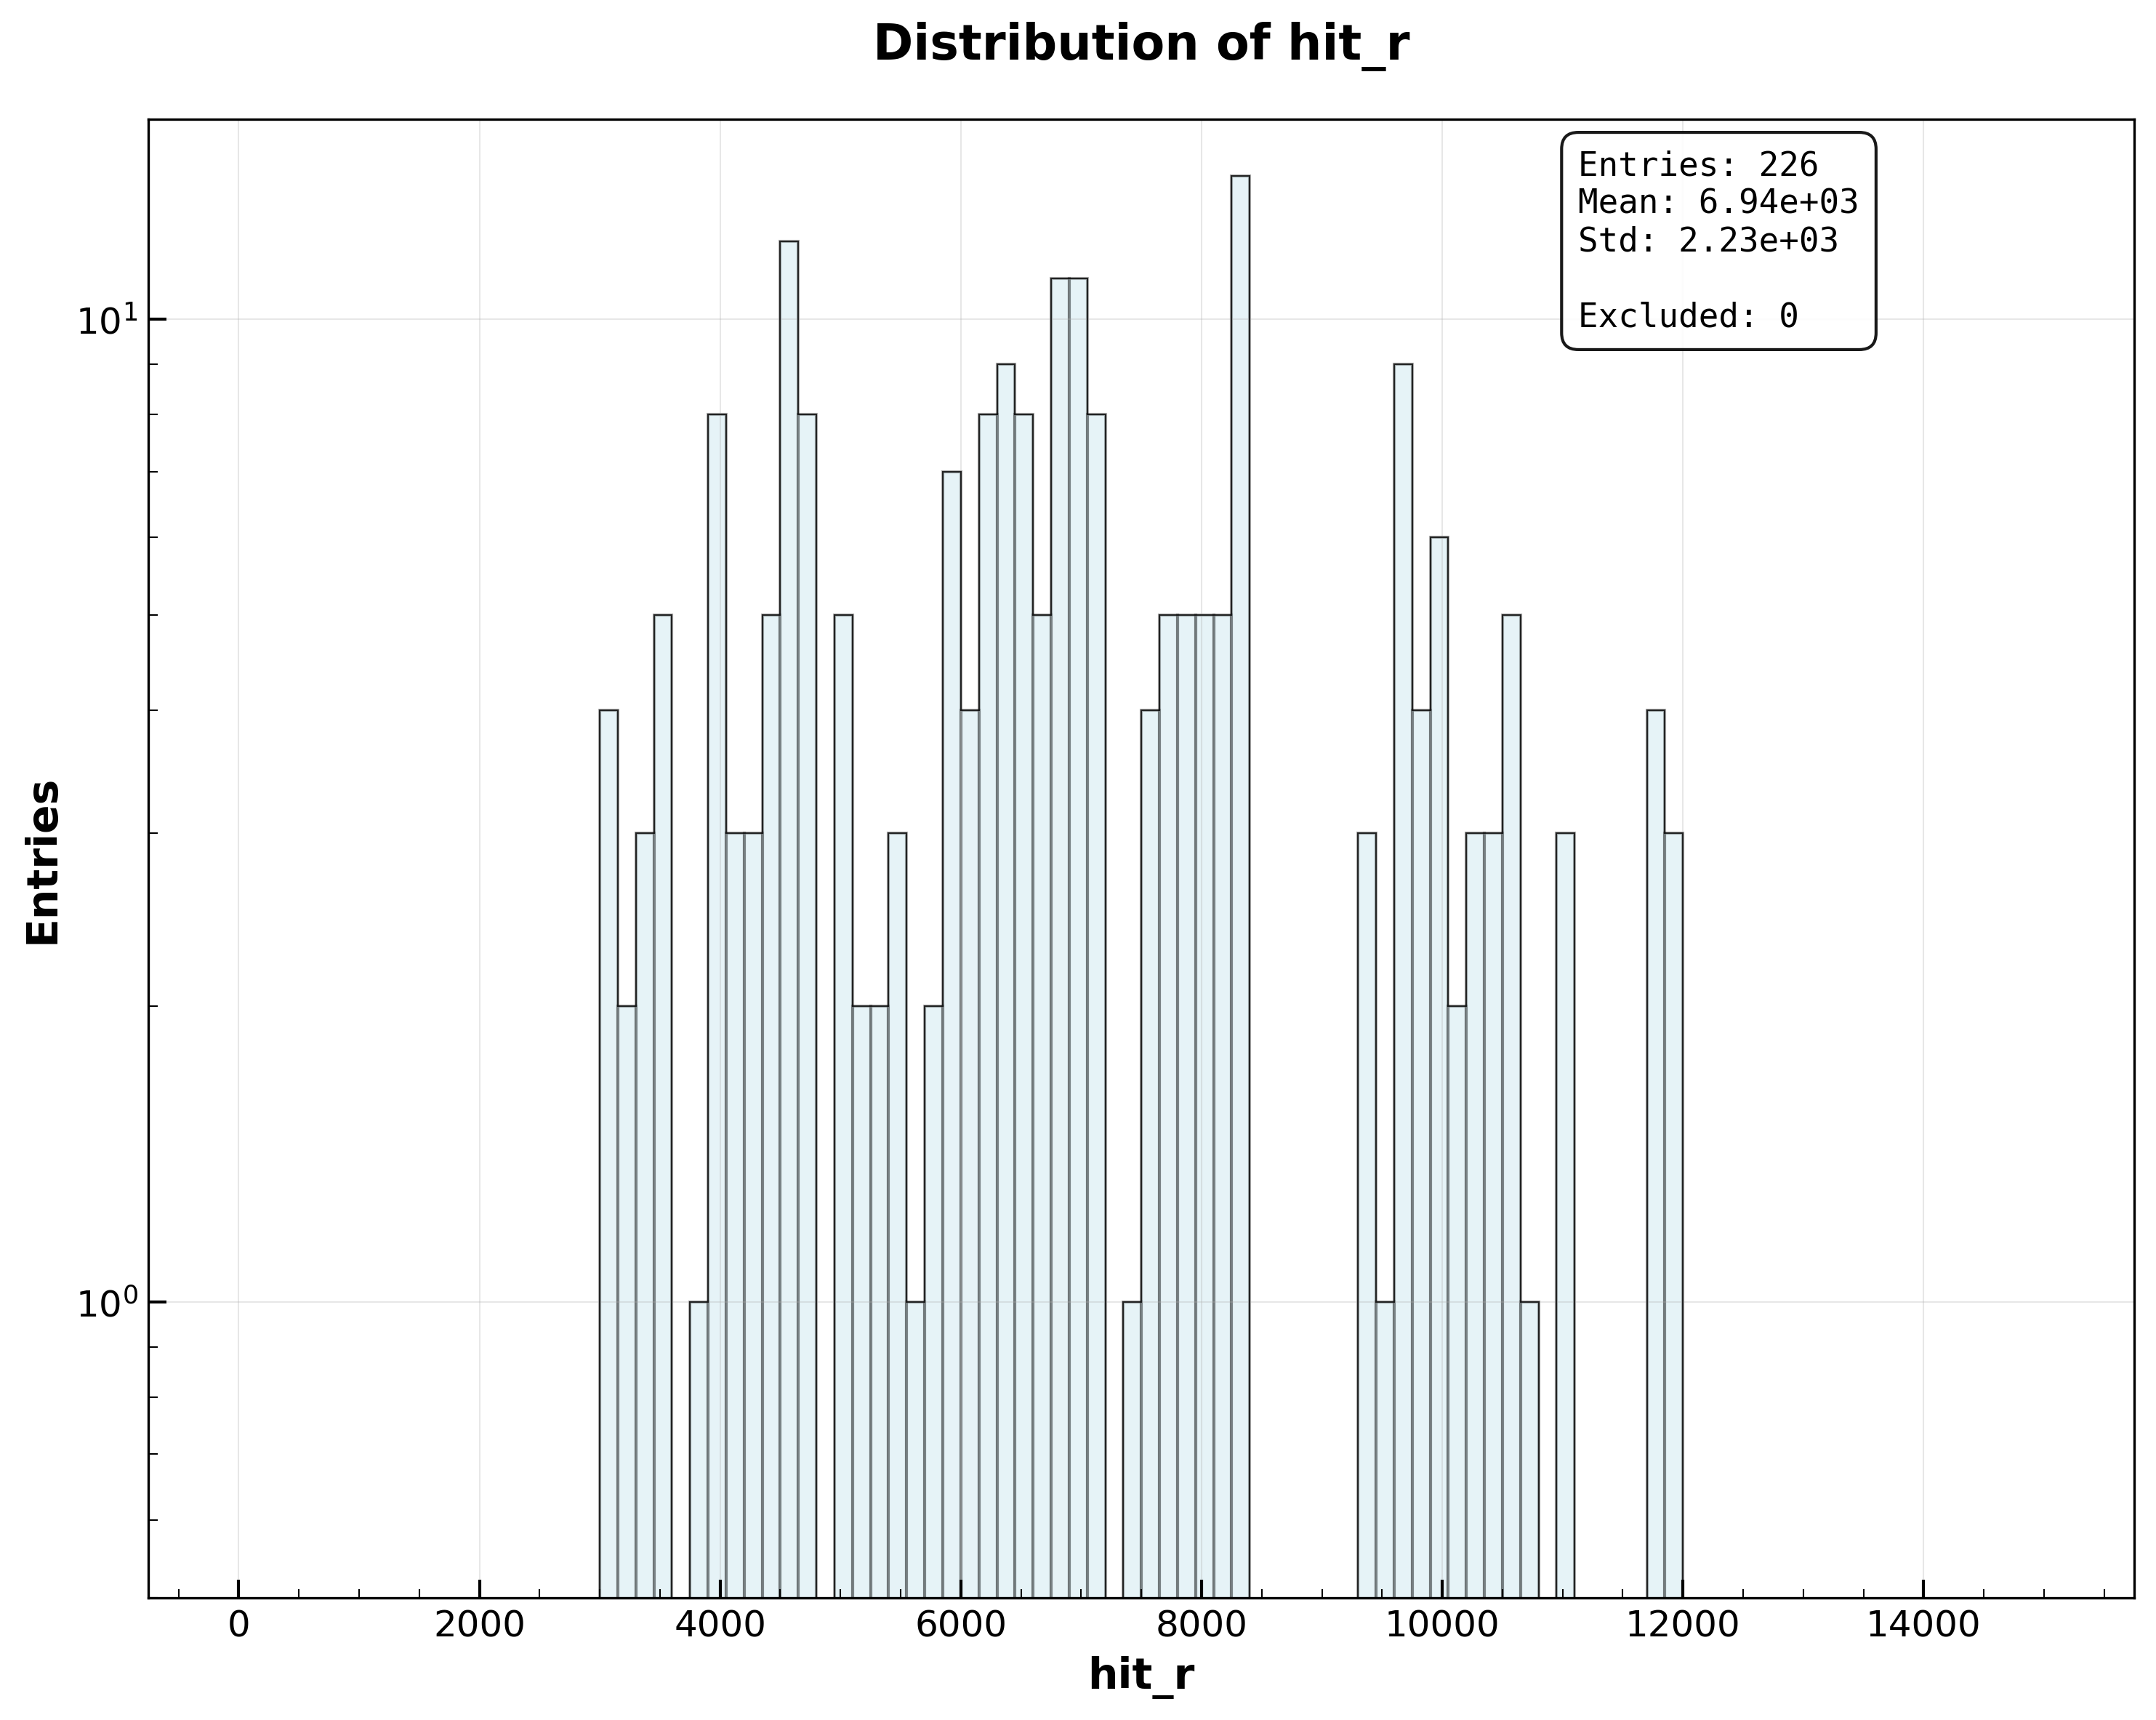 Distribution of hit_r
Entries: 226
Mean: 6.94e+03
Std: 2.23e+03
Excluded: 0
10¹
10⁰
Entries
0 2000 4000 6000 8000 10000 12000 14000
hit_r